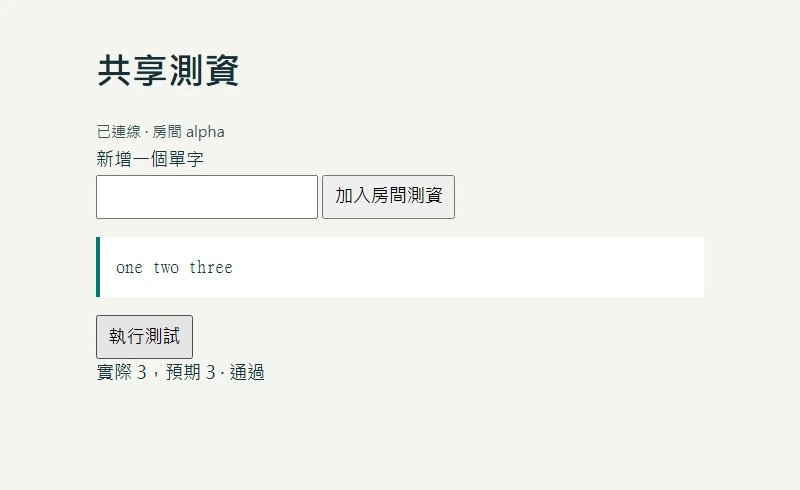 共享測資
已連線 · 房間 alpha
新增一個單字
加入房間測資
one two three
執行測試
實際 3，預期 3 · 通過